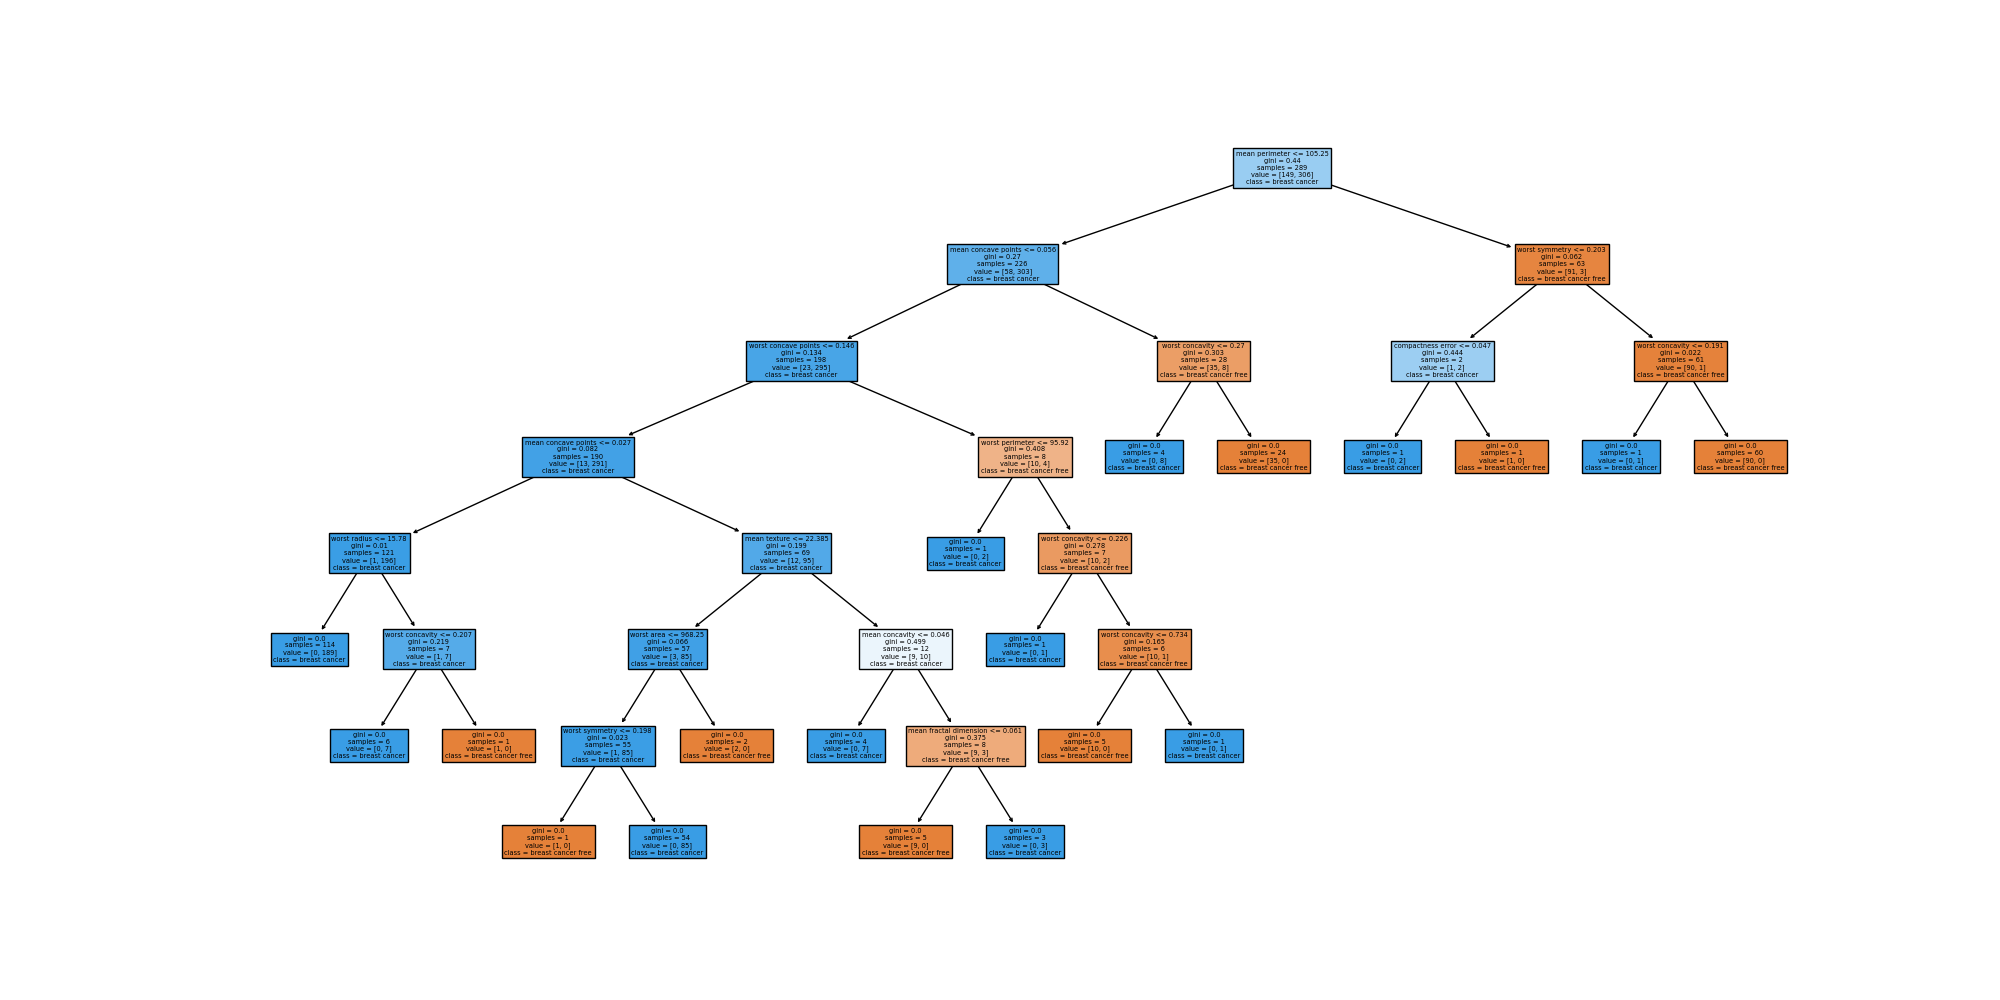 mean perimeter <= 105.25
gini = 0.44
samples = 289
value = [149, 306]
class = breast cancer
mean concave points <= 0.056
gini = 0.27
samples = 226
value = [58, 303]
class = breast cancer
worst symmetry <= 0.203
gini = 0.062
samples = 63
value = [91, 3]
class = breast cancer free
worst concave points <= 0.146
gini = 0.134
samples = 198
value = [23, 295]
class = breast cancer
worst concavity <= 0.27
gini = 0.303
samples = 28
value = [35, 8]
class = breast cancer free
compactness error <= 0.047
gini = 0.444
samples = 2
value = [1, 2]
class = breast cancer
worst concavity <= 0.191
gini = 0.022
samples = 61
value = [90, 1]
class = breast cancer free
mean concave points <= 0.027
gini = 0.082
samples = 190
value = [13, 291]
class = breast cancer
worst perimeter <= 95.92
gini = 0.408
samples = 8
value = [10, 4]
class = breast cancer free
gini = 0.0
samples = 4
value = [0, 8]
class = breast cancer
gini = 0.0
samples = 24
value = [35, 0]
class = breast cancer free
gini = 0.0
samples = 1
value = [0, 2]
class = breast cancer
gini = 0.0
samples = 1
value = [1, 0]
class = breast cancer free
gini = 0.0
samples = 1
value = [0, 1]
class = breast cancer
gini = 0.0
samples = 60
value = [90, 0]
class = breast cancer free
worst radius <= 15.78
gini = 0.01
samples = 121
value = [1, 196]
class = breast cancer
mean texture <= 22.385
gini = 0.199
samples = 69
value = [12, 95]
class = breast cancer
gini = 0.0
samples = 1
value = [0, 2]
class = breast cancer
worst concavity <= 0.226
gini = 0.278
samples = 7
value = [10, 2]
class = breast cancer free
gini = 0.0
samples = 114
value = [0, 189]
class = breast cancer
worst concavity <= 0.207
gini = 0.219
samples = 7
value = [1, 7]
class = breast cancer
worst area <= 968.25
gini = 0.066
samples = 57
value = [3, 85]
class = breast cancer
mean concavity <= 0.046
gini = 0.499
samples = 12
value = [9, 10]
class = breast cancer
gini = 0.0
samples = 1
value = [0, 1]
class = breast cancer
worst concavity <= 0.734
gini = 0.165
samples = 6
value = [10, 1]
class = breast cancer free
gini = 0.0
samples = 6
value = [0, 7]
class = breast cancer
gini = 0.0
samples = 1
value = [1, 0]
class = breast cancer free
worst symmetry <= 0.198
gini = 0.023
samples = 55
value = [1, 85]
class = breast cancer
gini = 0.0
samples = 2
value = [2, 0]
class = breast cancer free
gini = 0.0
samples = 4
value = [0, 7]
class = breast cancer
mean fractal dimension <= 0.061
gini = 0.375
samples = 8
value = [9, 3]
class = breast cancer free
gini = 0.0
samples = 5
value = [10, 0]
class = breast cancer free
gini = 0.0
samples = 1
value = [0, 1]
class = breast cancer
gini = 0.0
samples = 1
value = [1, 0]
class = breast cancer free
gini = 0.0
samples = 54
value = [0, 85]
class = breast cancer
gini = 0.0
samples = 5
value = [9, 0]
class = breast cancer free
gini = 0.0
samples = 3
value = [0, 3]
class = breast cancer